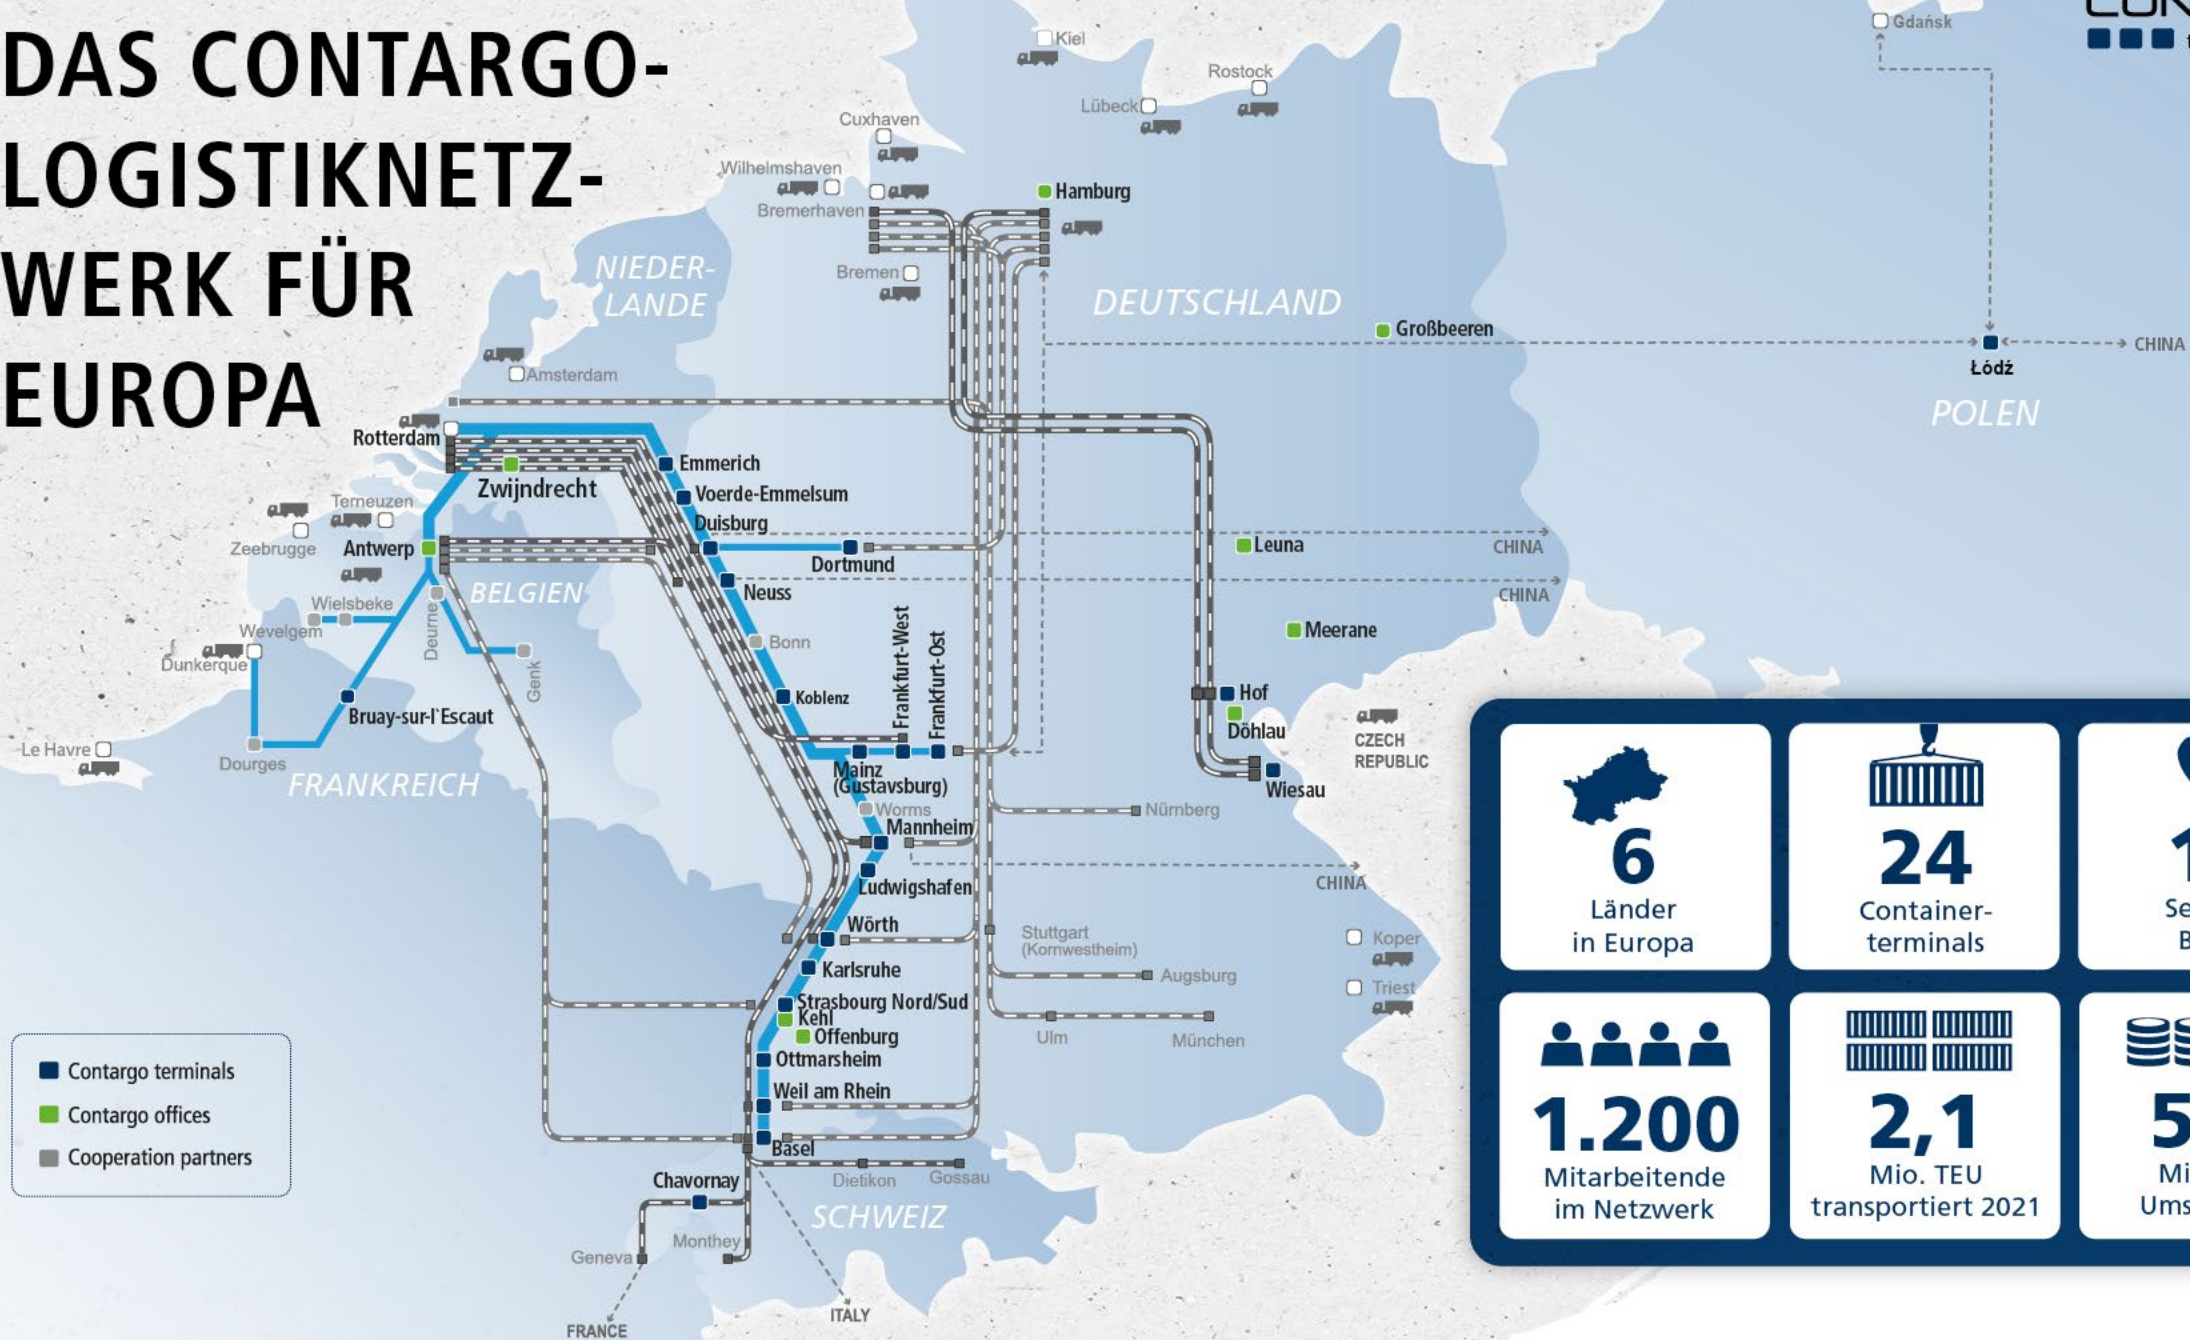 DAS CONTARGO-
LOGISTIKNETZ-
WERK FÜR
EUROPA
Gdańsk
Kiel
Rostock
Lübeck
Cuxhaven
Wilhelmshaven
Bremerhaven
Hamburg
Bremen
NIEDER-
LANDE
DEUTSCHLAND
Großbeeren
CHINA
Łódź
POLEN
Amsterdam
Rotterdam
Emmerich
Zwijndrecht
Voerde-Emmelsum
Terneuzen
Duisburg
Zeebrugge
Antwerp
Dortmund
Leuna
CHINA
BELGIEN
Neuss
CHINA
Wielsbeke
Wevelgem
Deurne
Genk
Dunkerque
Bonn
Frankfurt-West
Frankfurt-Ost
Meerane
Koblenz
Hof
Bruay-sur-l`Escaut
Döhlau
CZECH
REPUBLIC
Le Havre
Dourges
FRANKREICH
Mainz
(Gustavsburg)
Wiesau
Worms
Nürnberg
Mannheim
Ludwigshafen
CHINA
Wörth
Stuttgart
(Kornwestheim)
Koper
Karlsruhe
Augsburg
Triest
Strasbourg Nord/Sud
Kehl
Offenburg
Ulm
München
Ottmarsheim
Weil am Rhein
Basel
Chavornay
Dietikon
Gossau
SCHWEIZ
Monthey
Geneva
ITALY
FRANCE
Contargo terminals
Contargo offices
Cooperation partners
6
Länder
in Europa
24
Container-
terminals
1.200
Mitarbeitende
im Netzwerk
2,1
Mio. TEU
transportiert 2021